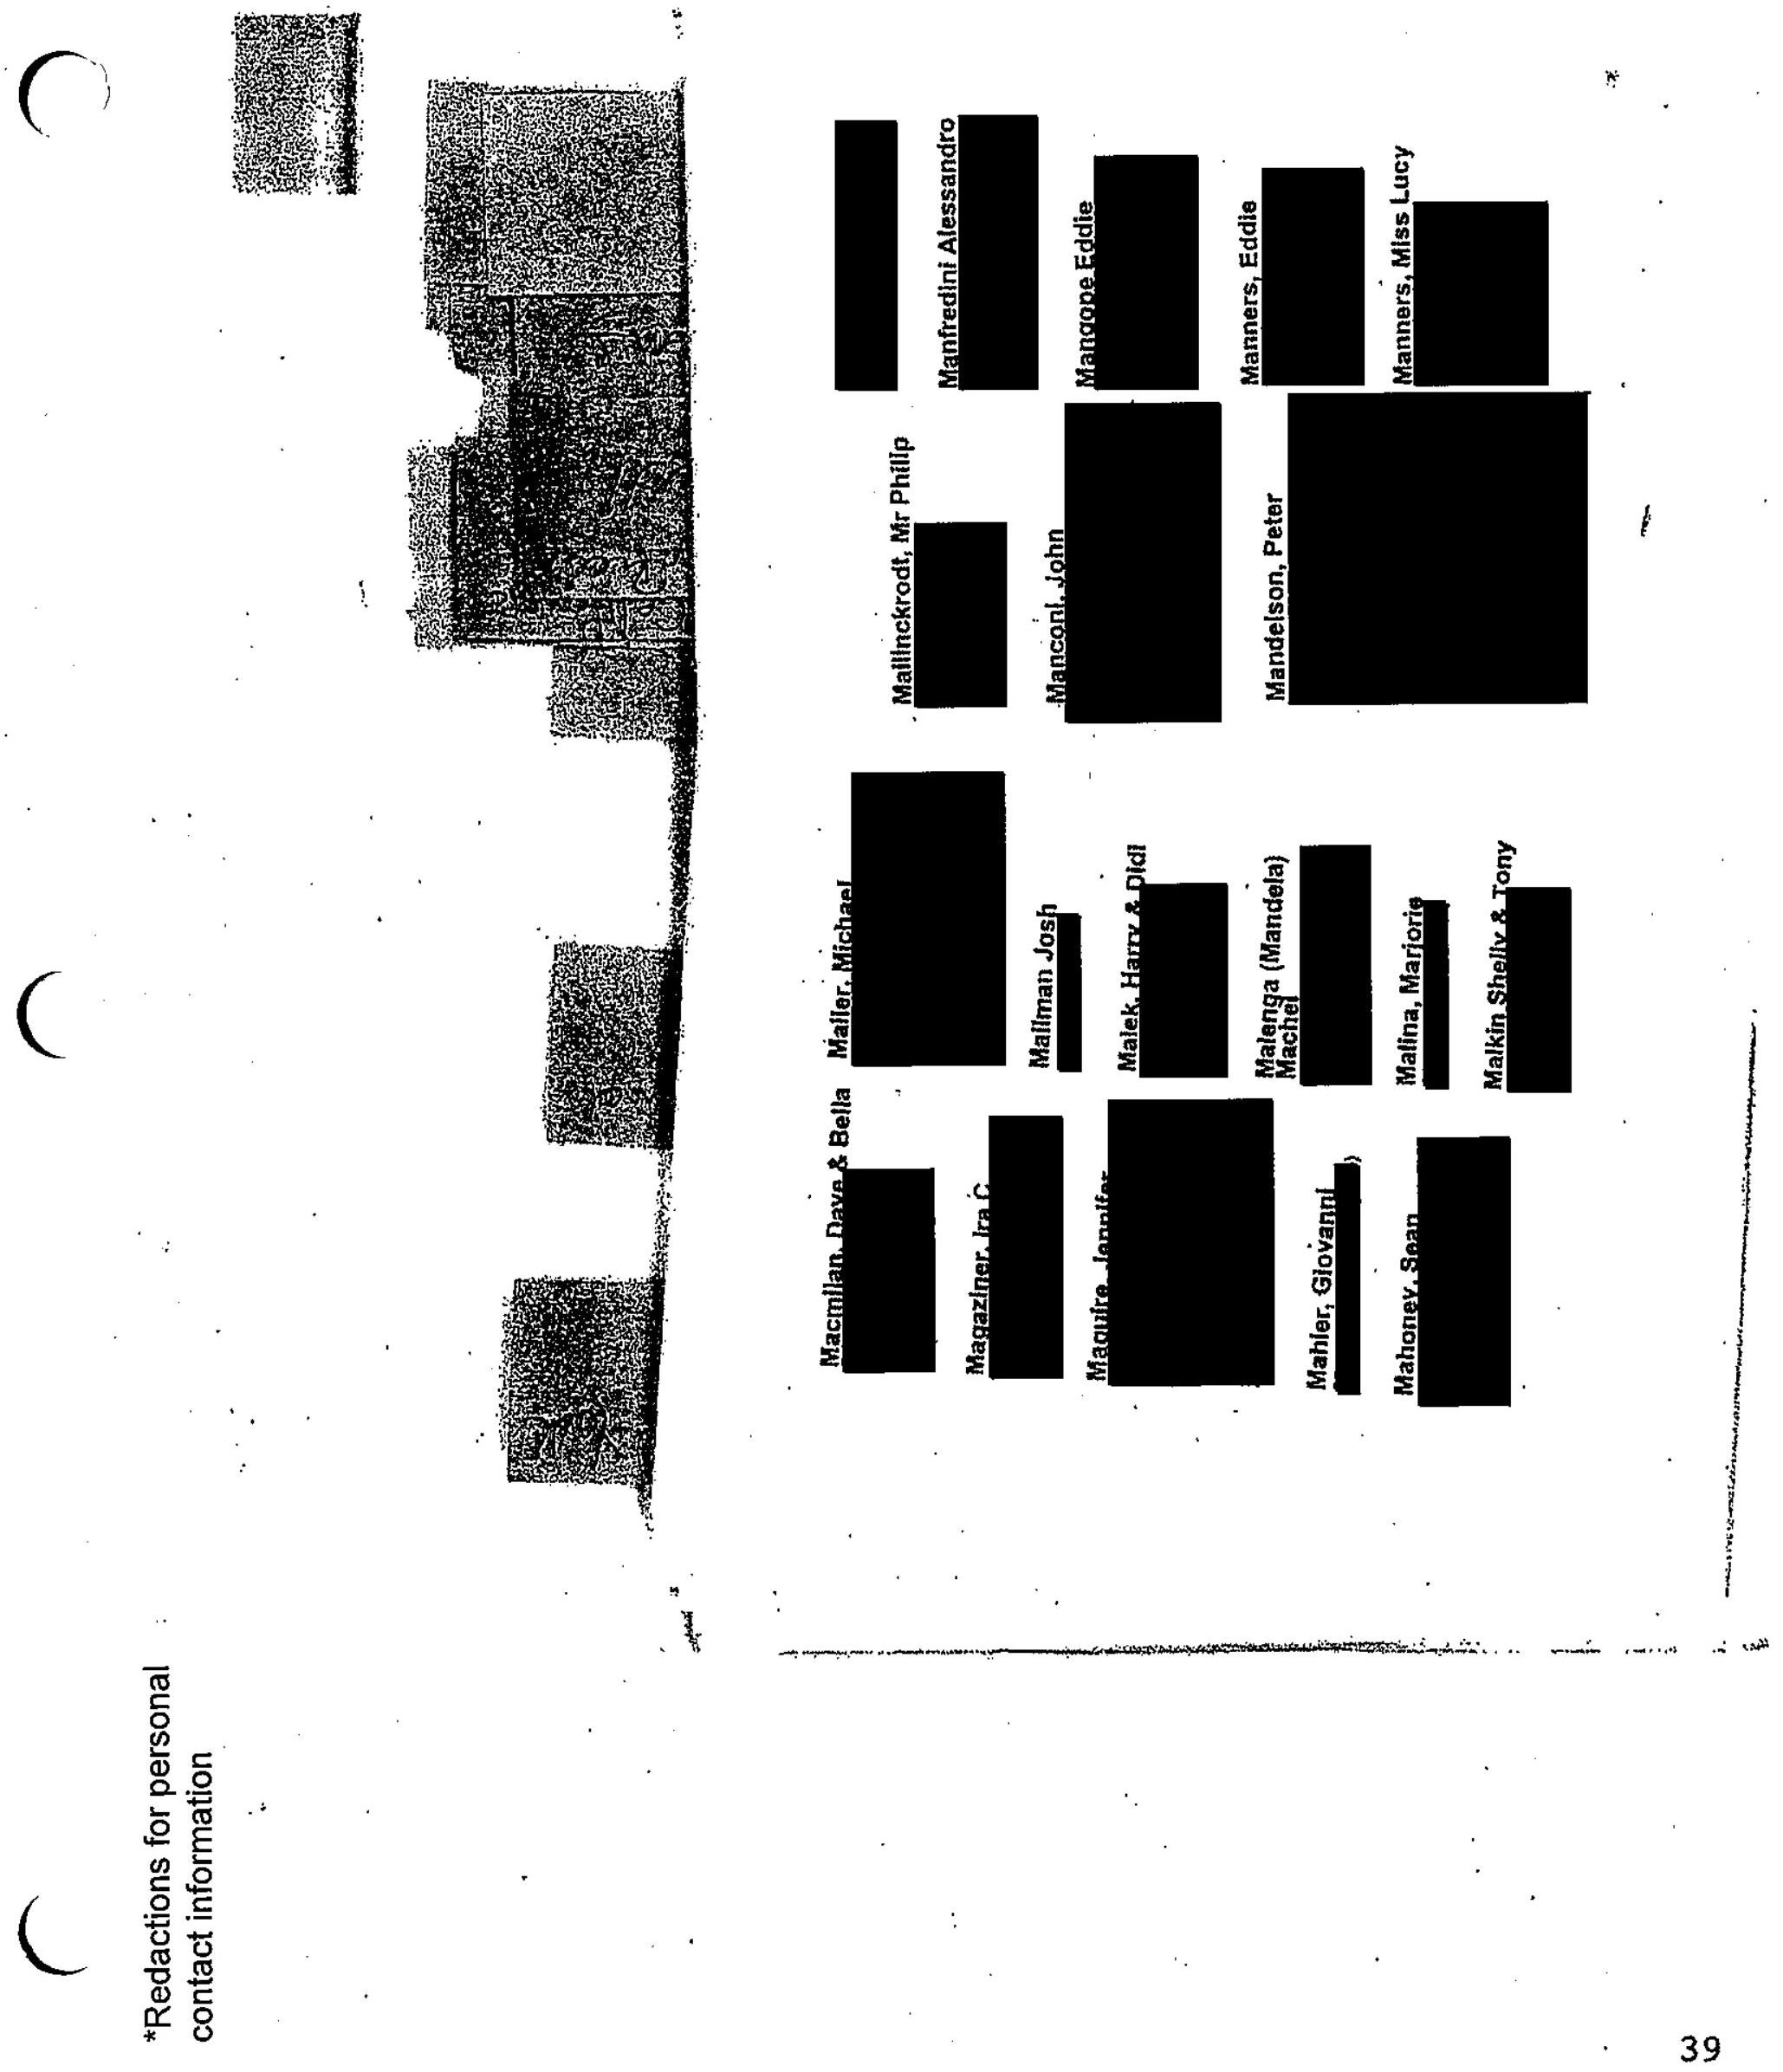 *Redactions for personal
contact information
Macmilan, Dave & Bella
Magaziner, Ira C
Maguire, Jennifer
Mahler, Giovanni
)
Mahoney, Sean
Mailer, Michael
Mailman Josh
Malek, Harry & Didi
Malenga (Mandela)
Machel
Malina, Marjorie
Malkin Shelly & Tony
Mallinckrodt, Mr Philip
Manconi, John
Mandelson, Peter
Manfredini Alessandro
Mangope Eddie
Manners, Eddie
Manners, Miss Lucy
39